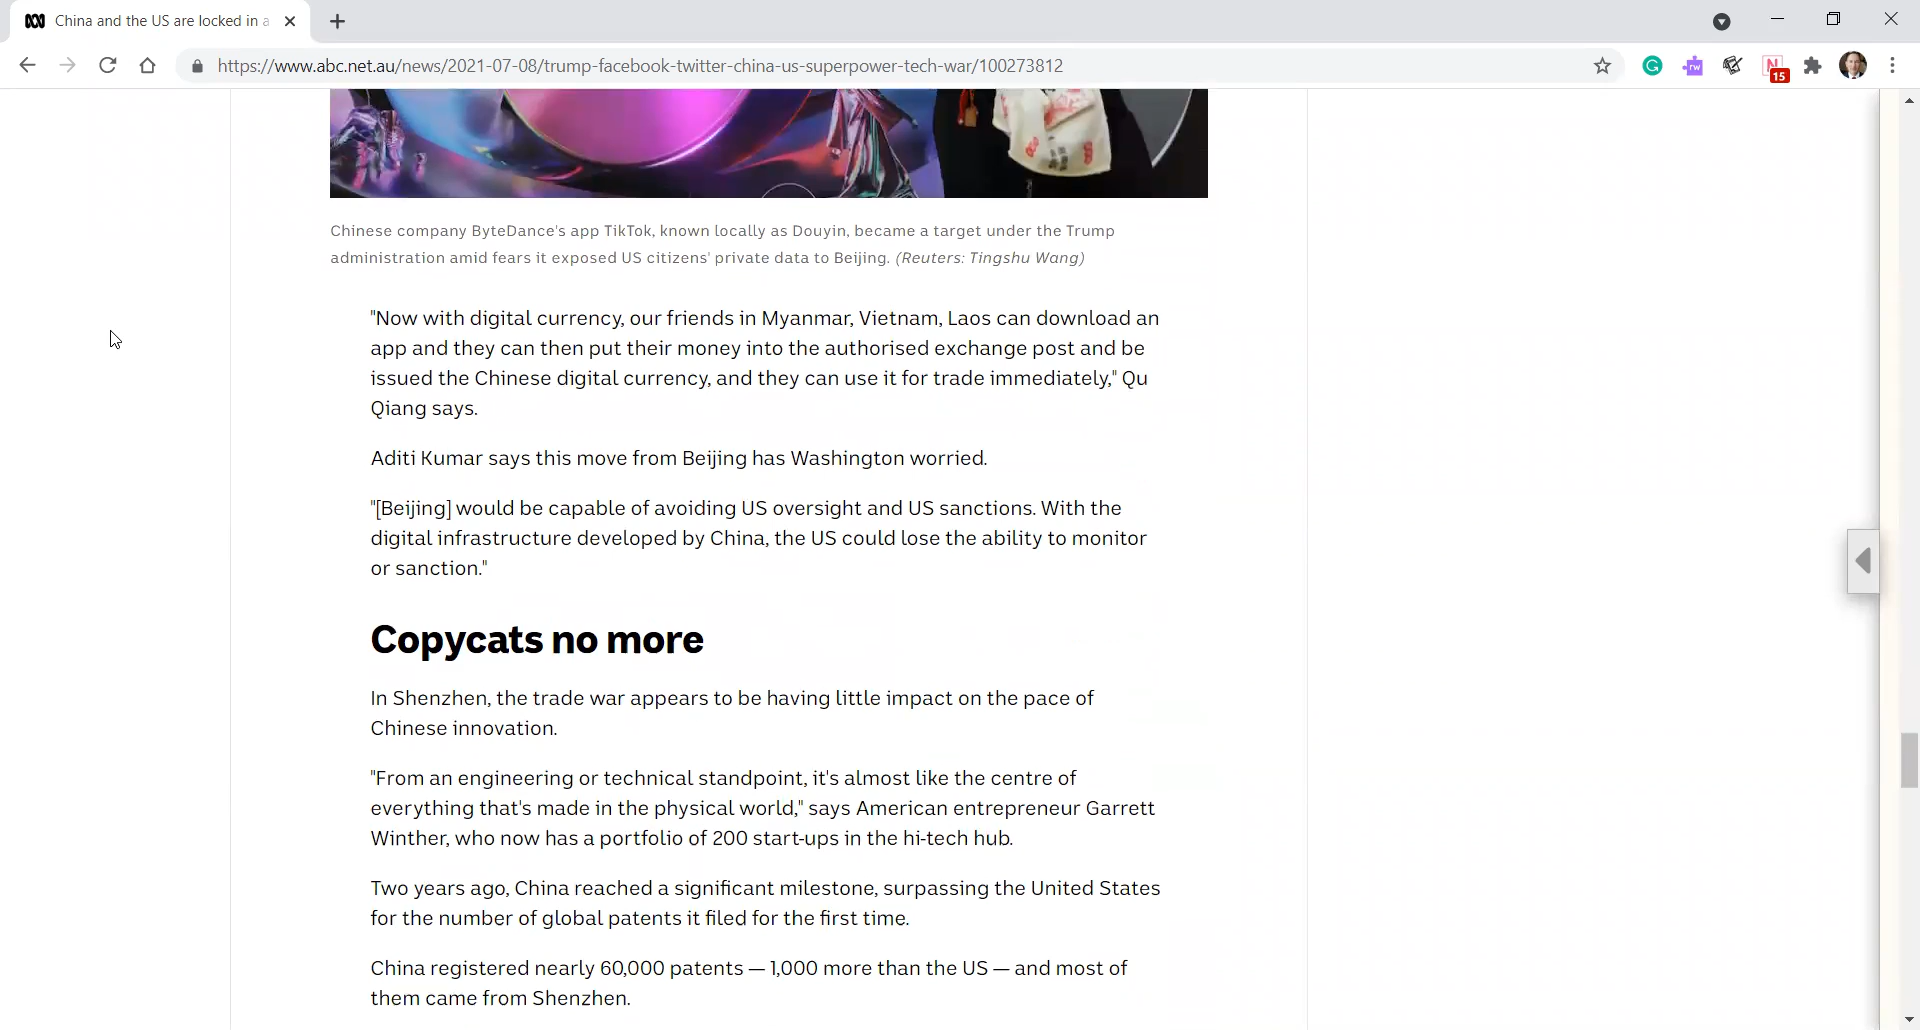 China and the US are locked in a
https://www.abc.net.au/news/2021-07-08/trump-facebook-twitter-china-us-superpower-tech-war/100273812
rw
15
Chinese company ByteDance's app TikTok, known locally as Douyin, became a target under the Trump
administration amid fears it exposed US citizens' private data to Beijing. (Reuters: Tingshu Wang)
"Now with digital currency, our friends in Myanmar, Vietnam, Laos can download an
app and they can then put their money into the authorised exchange post and be
issued the Chinese digital currency, and they can use it for trade immediately," Qu
Qiang says.
Aditi Kumar says this move from Beijing has Washington worried.
"[Beijing] would be capable of avoiding US oversight and US sanctions. With the
digital infrastructure developed by China, the US could lose the ability to monitor
or sanction."
Copycats no more
In Shenzhen, the trade war appears to be having little impact on the pace of
Chinese innovation.
"From an engineering or technical standpoint, it's almost like the centre of
everything that's made in the physical world," says American entrepreneur Garrett
Winther, who now has a portfolio of 200 start-ups in the hi-tech hub.
Two years ago, China reached a significant milestone, surpassing the United States
for the number of global patents it filed for the first time.
China registered nearly 60,000 patents — 1,000 more than the US — and most of
them came from Shenzhen.